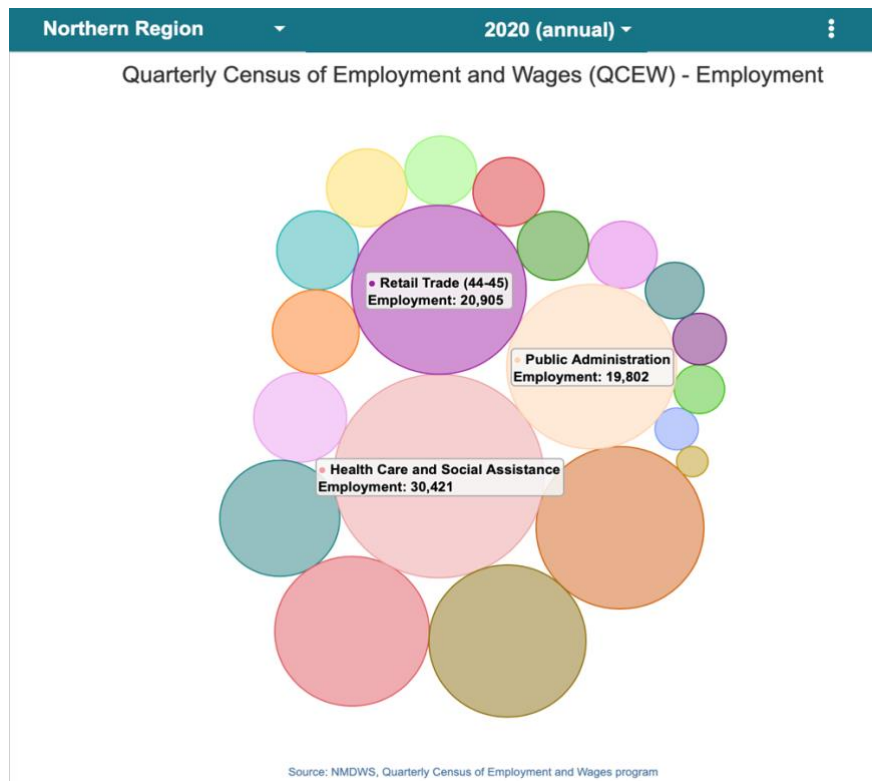 Northern Region
2020 (annual)
Quarterly Census of Employment and Wages (QCEW) - Employment
Retail Trade (44-45)
Employment: 20,905
Public Administration
Employment: 19,802
Health Care and Social Assistance
Employment: 30,421
Source: NMDWS, Quarterly Census of Employment and Wages program